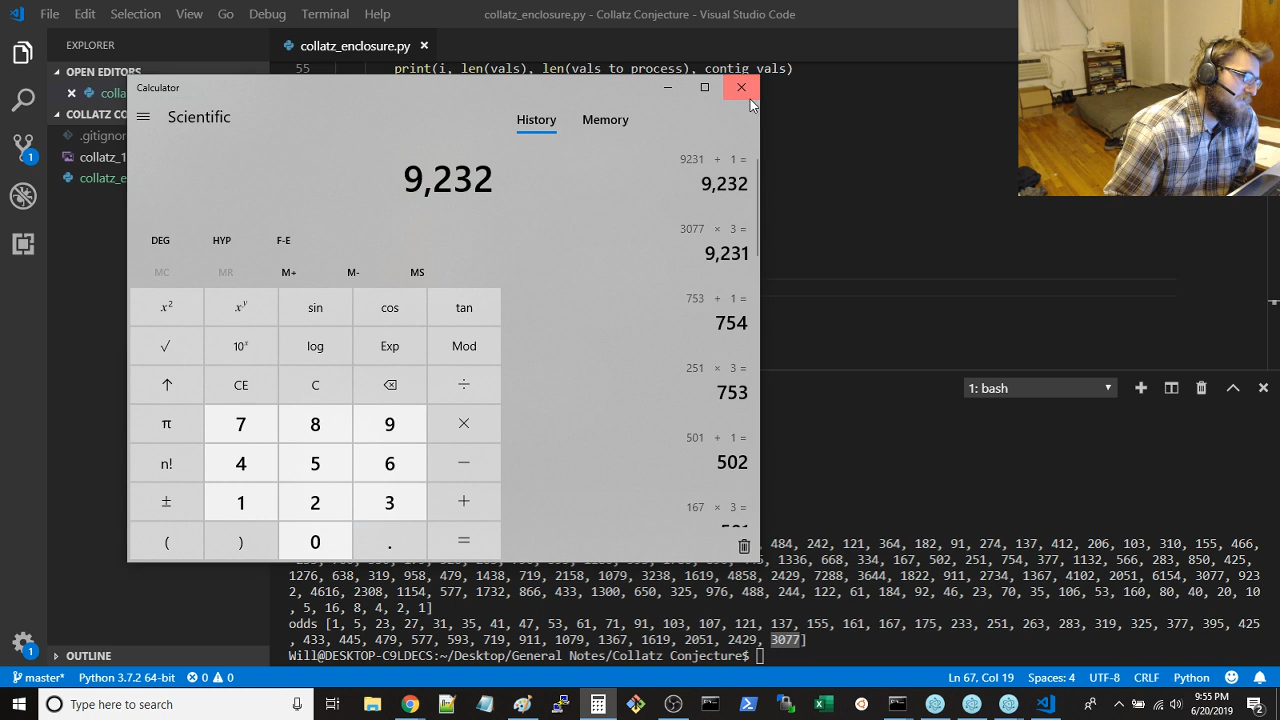 File Edit Selection View Go Debug Terminal Help
collatz_enclosure.py - Collatz Conjecture - Visual Studio Code
EXPLORER
collatz_enclosure.py
OPEN EDITORS
55 print(i, len(vals), len(vals_to_process), contig_vals)
colla
COLLATZ CO
.gitignor
collatz_1
collatz_e
1
Calculator
Scientific
History Memory
9,232
9231 + 1 =
9,232
3077 × 3 =
9,231
753 + 1 =
754
251 × 3 =
753
501 + 1 =
502
167 × 3 =
DEG HYP F-E
MC MR M+ M- MS
x² xʸ sin cos tan
√ 10ˣ log Exp Mod
↑ CE C ÷
π 7 8 9 ×
n! 4 5 6 −
± 1 2 3 +
( ) 0 . =
1: bash
, 484, 242, 121, 364, 182, 91, 274, 137, 412, 206, 103, 310, 155, 466,
1336, 668, 334, 167, 502, 251, 754, 377, 1132, 566, 283, 850, 425,
1276, 638, 319, 958, 479, 1438, 719, 2158, 1079, 3238, 1619, 4858, 2429, 7288, 3644, 1822, 911, 2734, 1367, 4102, 2051, 6154, 3077, 923
2, 4616, 2308, 1154, 577, 1732, 866, 433, 1300, 650, 325, 976, 488, 244, 122, 61, 184, 92, 46, 23, 70, 35, 106, 53, 160, 80, 40, 20, 10
, 5, 16, 8, 4, 2, 1]
odds [1, 5, 23, 27, 31, 35, 41, 47, 53, 61, 71, 91, 103, 107, 121, 137, 155, 161, 167, 175, 233, 251, 263, 283, 319, 325, 377, 395, 425
, 433, 445, 479, 577, 593, 719, 911, 1079, 1367, 1619, 2051, 2429, 3077]
Will@DESKTOP-C9LDECS:~/Desktop/General Notes/Collatz Conjecture$
OUTLINE
1
master* Python 3.7.2 64-bit 0 0
Ln 67, Col 19 Spaces: 4 UTF-8 CRLF Python
Type here to search
9:55 PM
6/20/2019